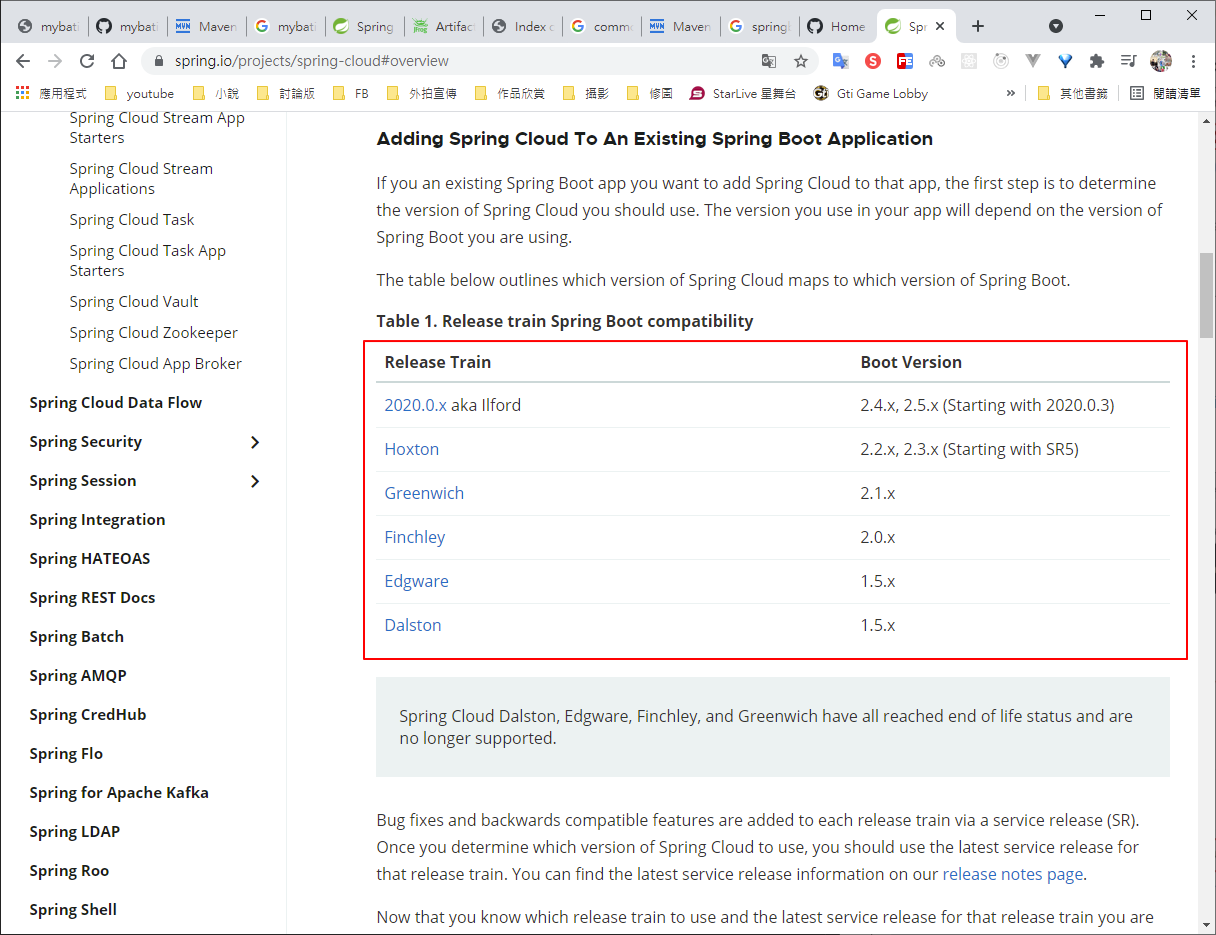 mybati
mybati
Maven
mybati
Spring
Artifac
Index c
commo
Maven
spring
Home
Spr
spring.io/projects/spring-cloud#overview
應用程式 youtube 小說 討論版 FB 外拍宣傳 作品欣賞 攝影 修圖 StarLive 星舞台 Gti Game Lobby » 其他書籤 閱讀清單
Spring Cloud Stream App
Starters
Spring Cloud Stream
Applications
Spring Cloud Task
Spring Cloud Task App
Starters
Spring Cloud Vault
Spring Cloud Zookeeper
Spring Cloud App Broker
Spring Cloud Data Flow
Spring Security
Spring Session
Spring Integration
Spring HATEOAS
Spring REST Docs
Spring Batch
Spring AMQP
Spring CredHub
Spring Flo
Spring for Apache Kafka
Spring LDAP
Spring Roo
Spring Shell
Adding Spring Cloud To An Existing Spring Boot Application
If you an existing Spring Boot app you want to add Spring Cloud to that app, the first step is to determine
the version of Spring Cloud you should use. The version you use in your app will depend on the version of
Spring Boot you are using.
The table below outlines which version of Spring Cloud maps to which version of Spring Boot.
Table 1. Release train Spring Boot compatibility
Release Train Boot Version
2020.0.x aka Ilford 2.4.x, 2.5.x (Starting with 2020.0.3)
Hoxton 2.2.x, 2.3.x (Starting with SR5)
Greenwich 2.1.x
Finchley 2.0.x
Edgware 1.5.x
Dalston 1.5.x
Spring Cloud Dalston, Edgware, Finchley, and Greenwich have all reached end of life status and are
no longer supported.
Bug fixes and backwards compatible features are added to each release train via a service release (SR).
Once you determine which version of Spring Cloud to use, you should use the latest service release for
that release train. You can find the latest service release information on our release notes page.
Now that you know which release train to use and the latest service release for that release train you are